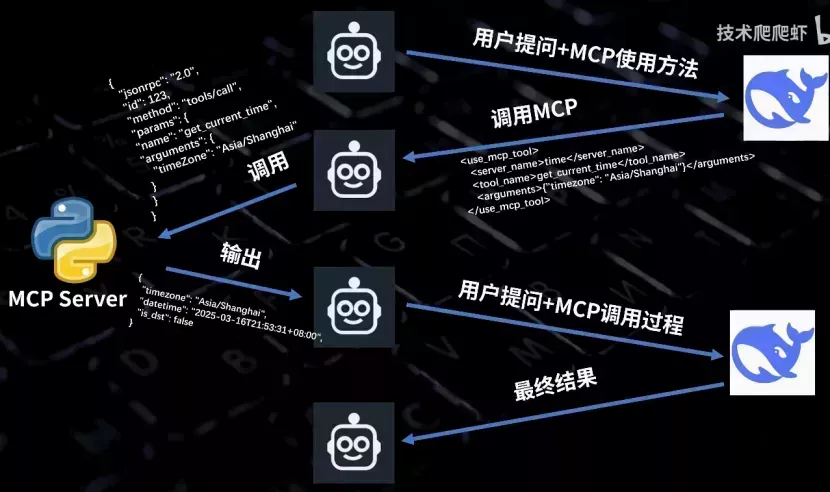 技术爬爬虾
用户提问+MCP使用方法
{
"jsonrpc": "2.0",
"id": 123,
"method": "tools/call",
"params": {
"name": "get_current_time",
"arguments": {
"timeZone": "Asia/Shanghai"
}
}
}
调用MCP
<use_mcp_tool>
<server_name>time</server_name>
<tool_name>get_current_time</tool_name>
<arguments>{"timezone": "Asia/Shanghai"}</arguments>
</use_mcp_tool>
调用
MCP Server
输出
{
"timezone": "Asia/Shanghai",
"datetime": "2025-03-16T21:53:31+08:00",
"is_dst": false
}
用户提问+MCP调用过程
最终结果